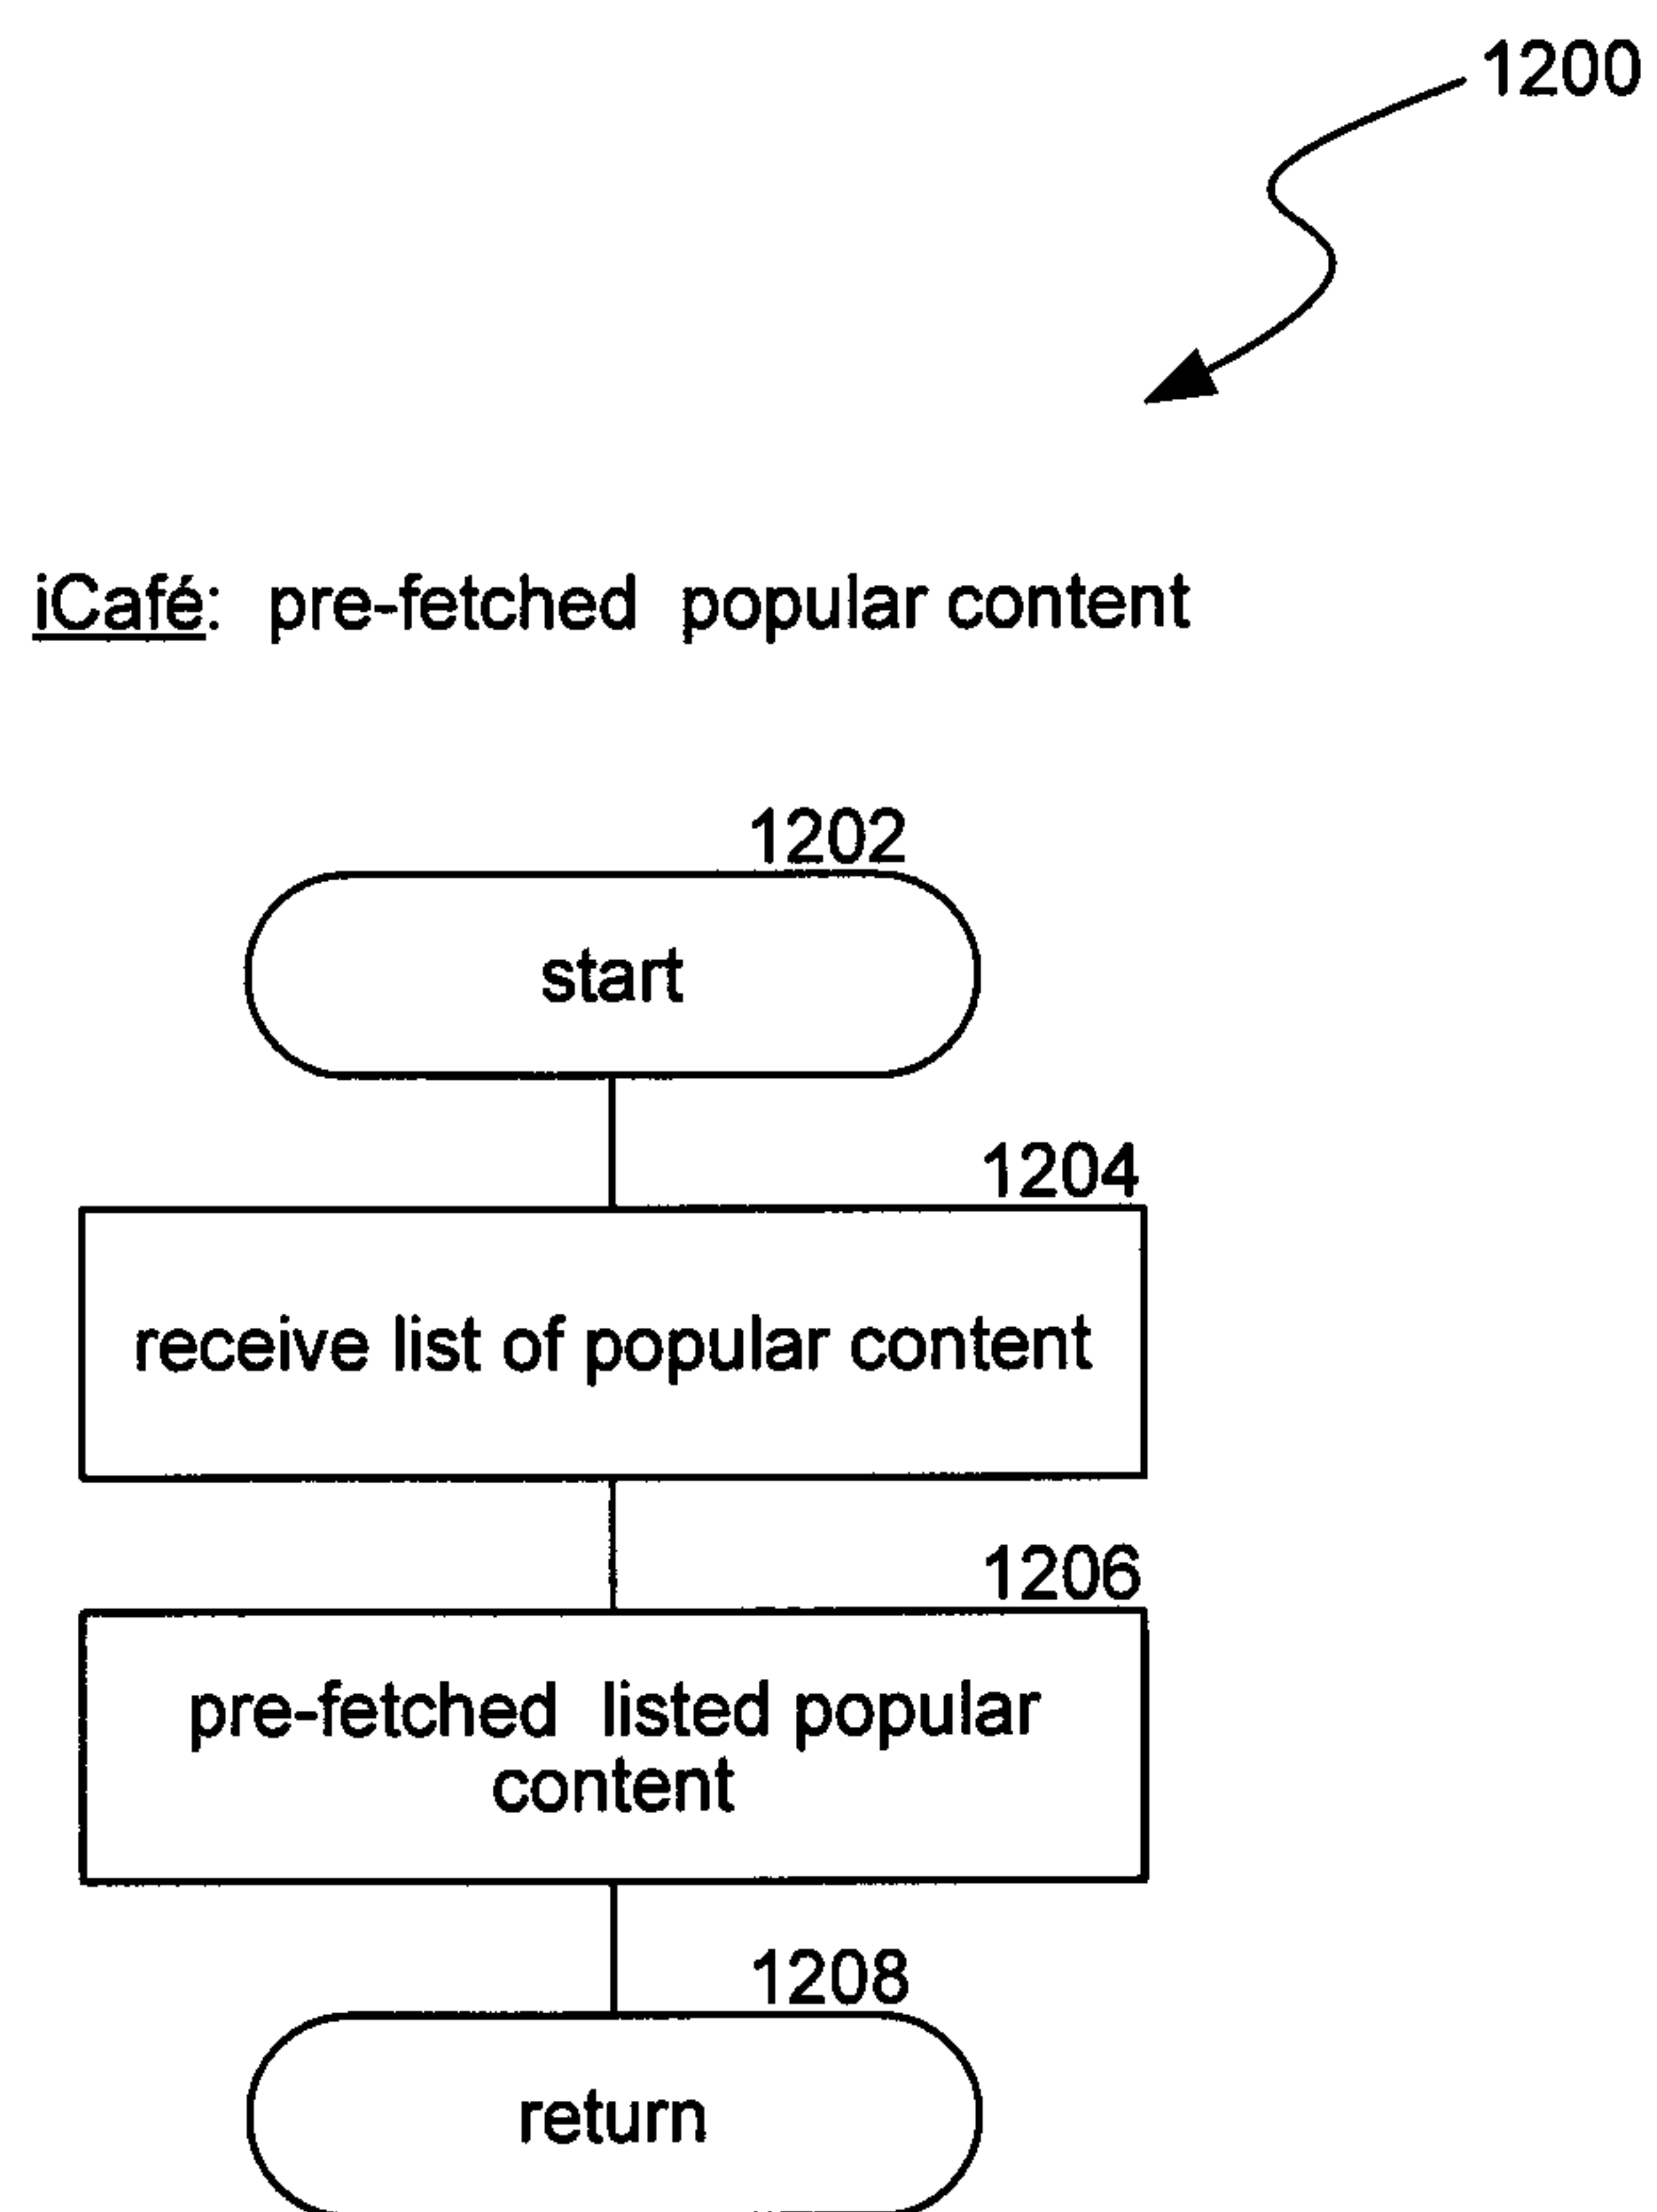 1200
iCafé: pre-fetched popular content
1202
start
1204
receive list of popular content
1206
pre-fetched listed popular
content
1208
return